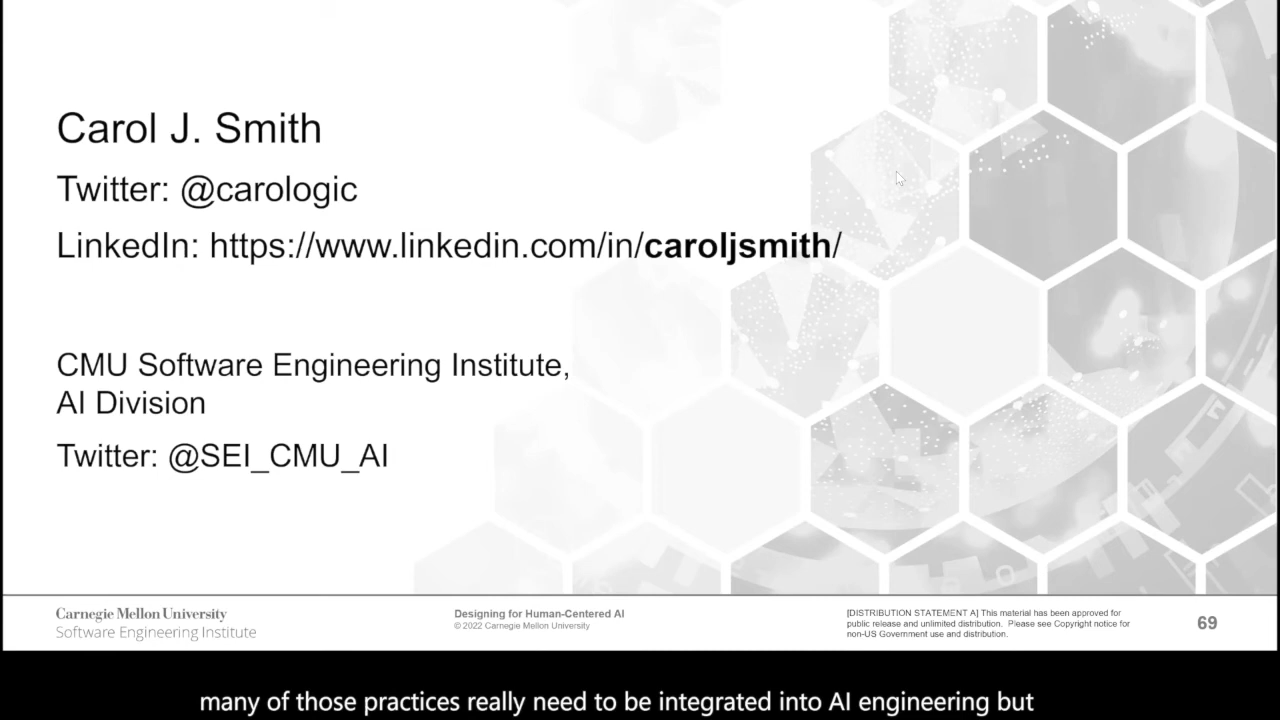 Carol J. Smith
Twitter: @carologic
LinkedIn: https://www.linkedin.com/in/caroljsmith/
CMU Software Engineering Institute,
AI Division
Twitter: @SEI_CMU_AI
Carnegie Mellon University
Software Engineering Institute
Designing for Human-Centered AI
© 2022 Carnegie Mellon University
[DISTRIBUTION STATEMENT A] This material has been approved for
public release and unlimited distribution. Please see Copyright notice for
non-US Government use and distribution.
69
many of those practices really need to be integrated into AI engineering but